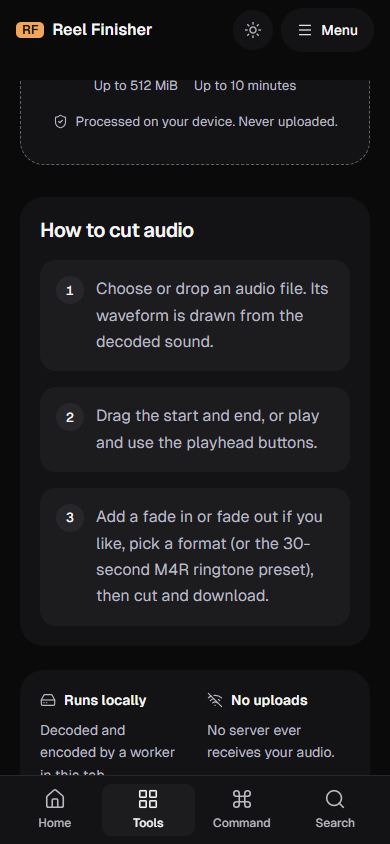 RF Reel Finisher
Menu
Up to 512 MiB Up to 10 minutes
Processed on your device. Never uploaded.
How to cut audio
1 Choose or drop an audio file. Its
waveform is drawn from the
decoded sound.
2 Drag the start and end, or play
and use the playhead buttons.
3 Add a fade in or fade out if you
like, pick a format (or the 30-
second M4R ringtone preset),
then cut and download.
Runs locally
Decoded and
encoded by a worker
in this tab
No uploads
No server ever
receives your audio.
Home Tools Command Search